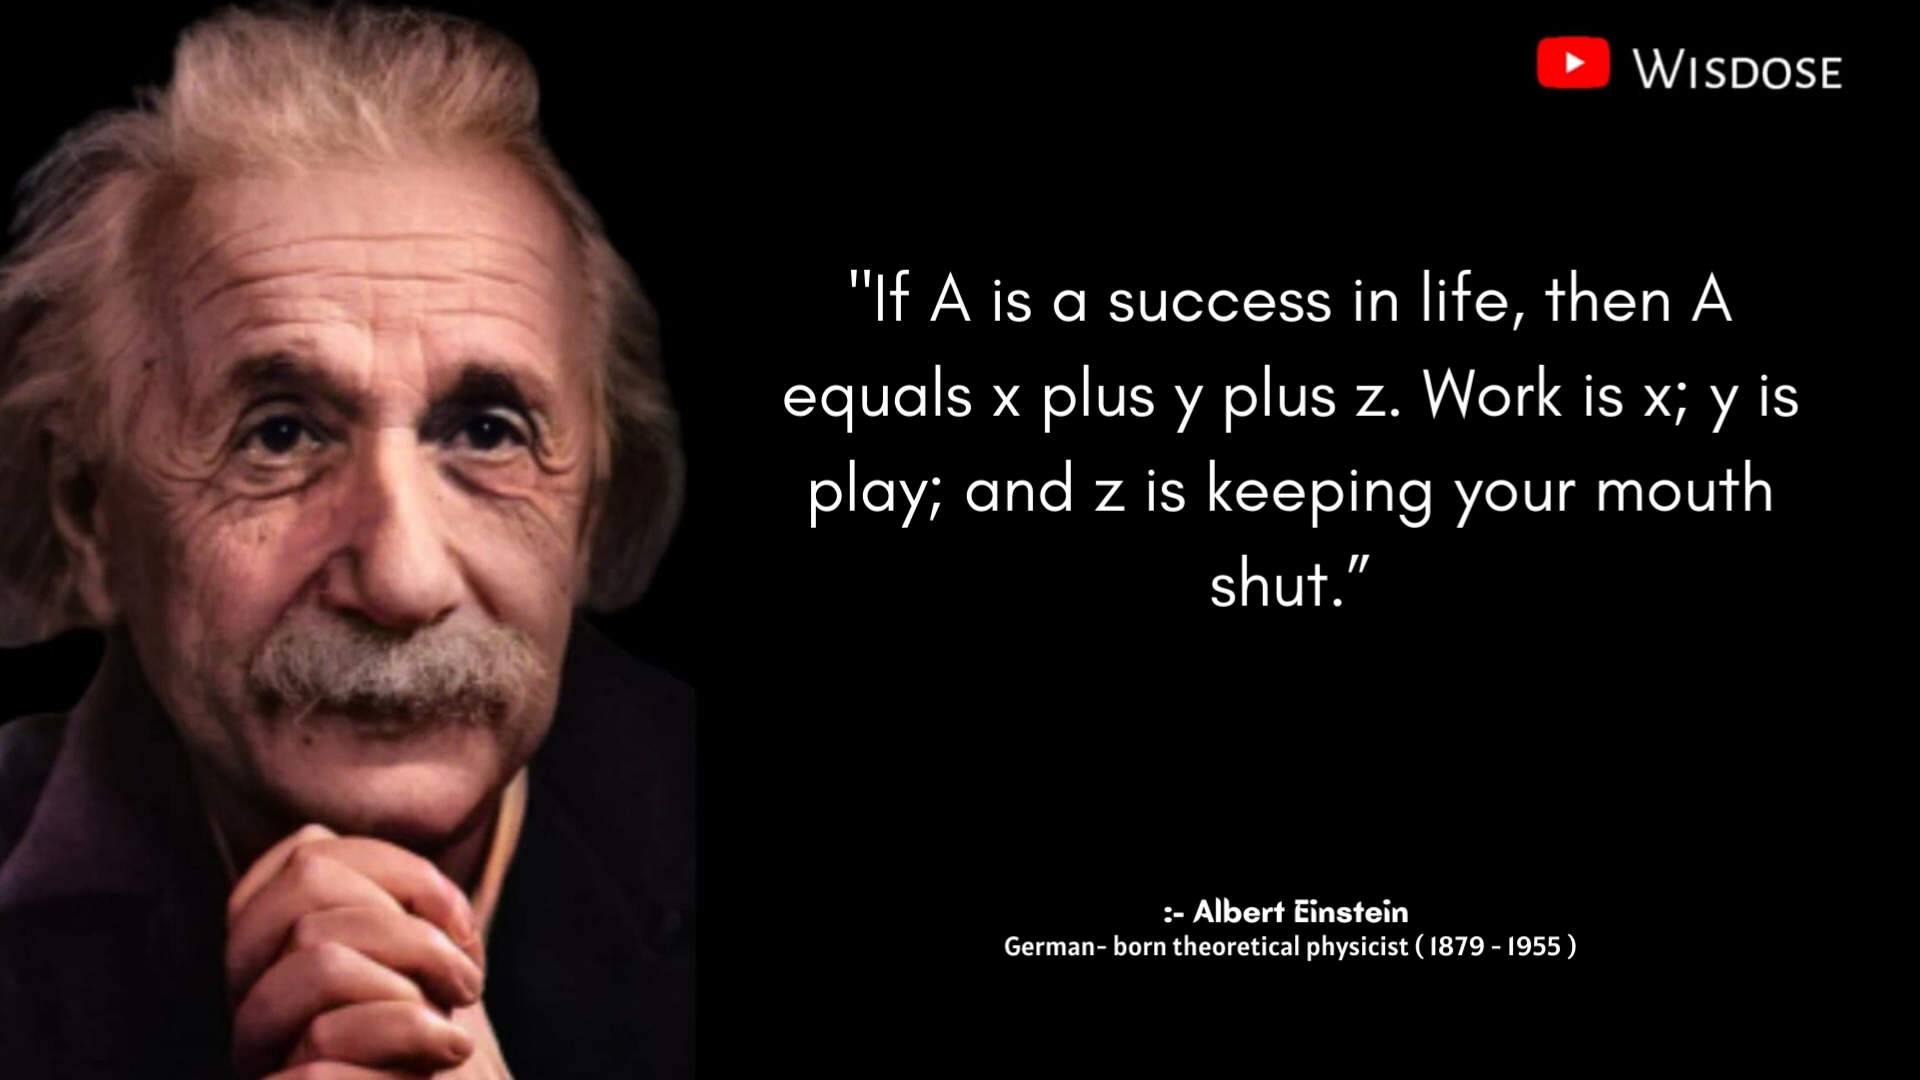 WISDOSE
"If A is a success in life, then A
equals x plus y plus z. Work is x; y is
play; and z is keeping your mouth
shut.”
:- Albert Einstein
German- born theoretical physicist ( 1879 - 1955 )